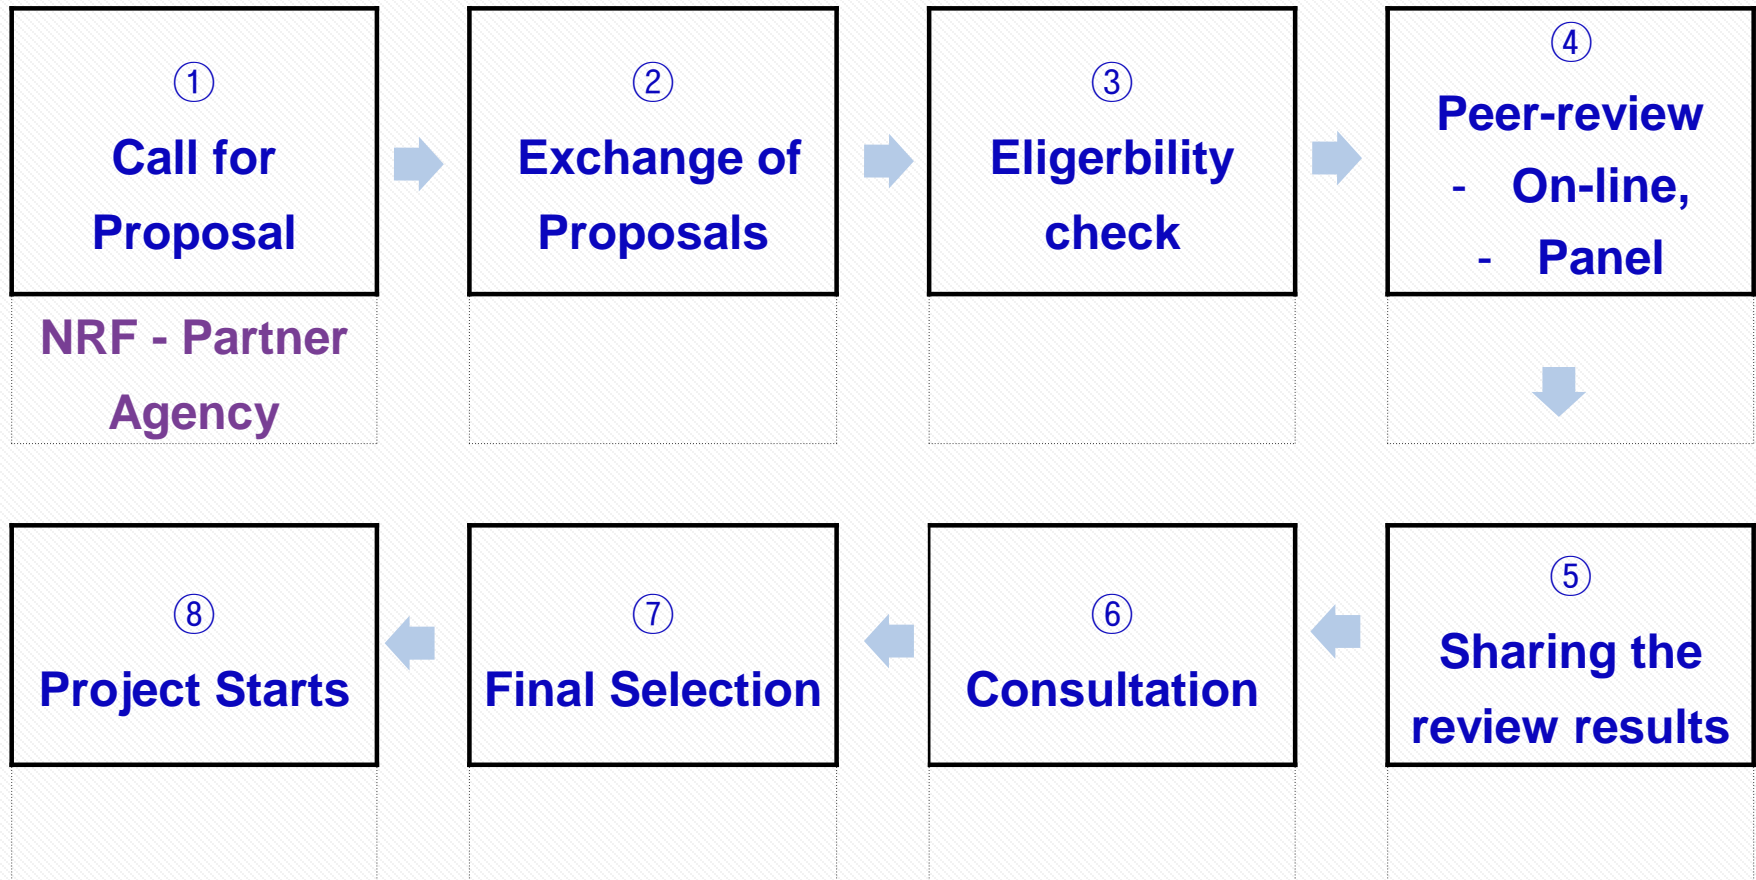 ①
Call for
Proposal
NRF - Partner
Agency
②
Exchange of
Proposals
③
Eligerbility
check
④
Peer-review
- On-line,
- Panel
⑤
Sharing the
review results
⑥
Consultation
⑦
Final Selection
⑧
Project Starts